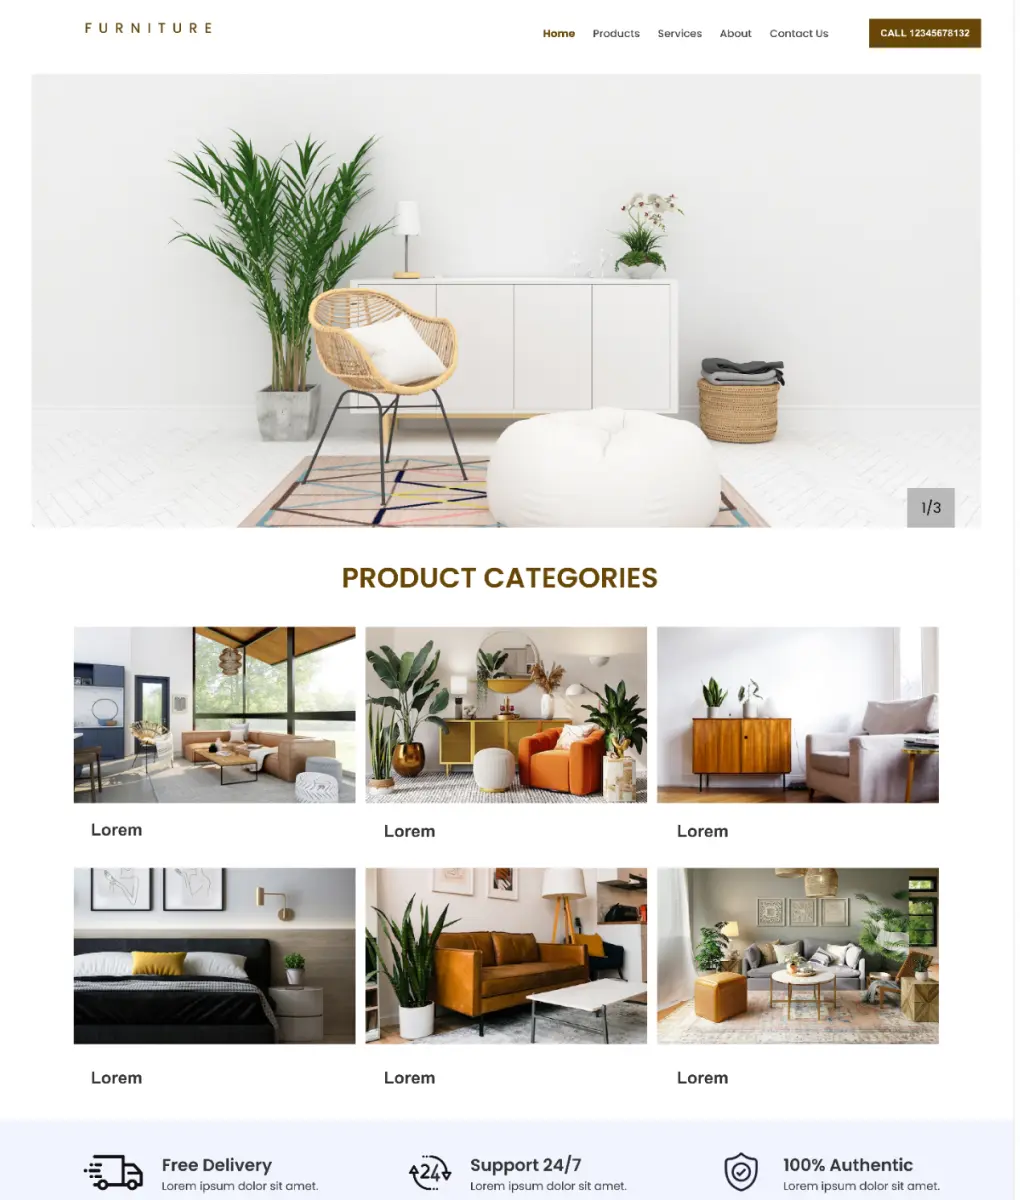 FURNITURE
Home Products Services About Contact Us CALL 12345678132
1/3
PRODUCT CATEGORIES
Lorem Lorem Lorem
Lorem Lorem Lorem
24
Free Delivery Support 24/7 100% Authentic
Lorem ipsum dolor sit amet. Lorem ipsum dolor sit amet. Lorem ipsum dolor sit amet.